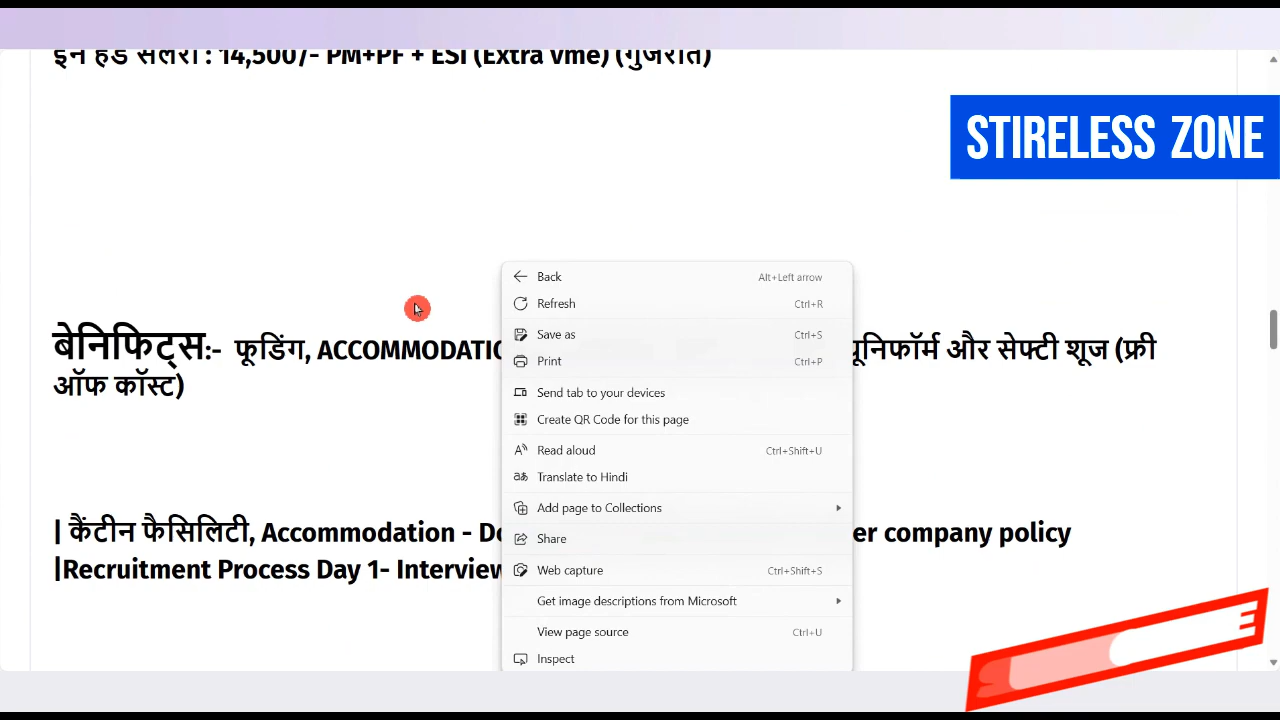 इन हैंड सैलरी : 14,500/- PM+PF + ESI (Extra vme) (गुजरात)
STIRELESS ZONE
बेनिफिट्स:- फूडिंग, ACCOMMODATIO यूनिफॉर्म और सेफ्टी शूज (फ्री
ऑफ कॉस्ट)
| कैंटीन फैसिलिटी, Accommodation - Do er company policy
|Recruitment Process Day 1- Interview
Back Alt+Left arrow
Refresh Ctrl+R
Save as Ctrl+S
Print Ctrl+P
Send tab to your devices
Create QR Code for this page
Read aloud Ctrl+Shift+U
Translate to Hindi
Add page to Collections
Share
Web capture Ctrl+Shift+S
Get image descriptions from Microsoft
View page source Ctrl+U
Inspect